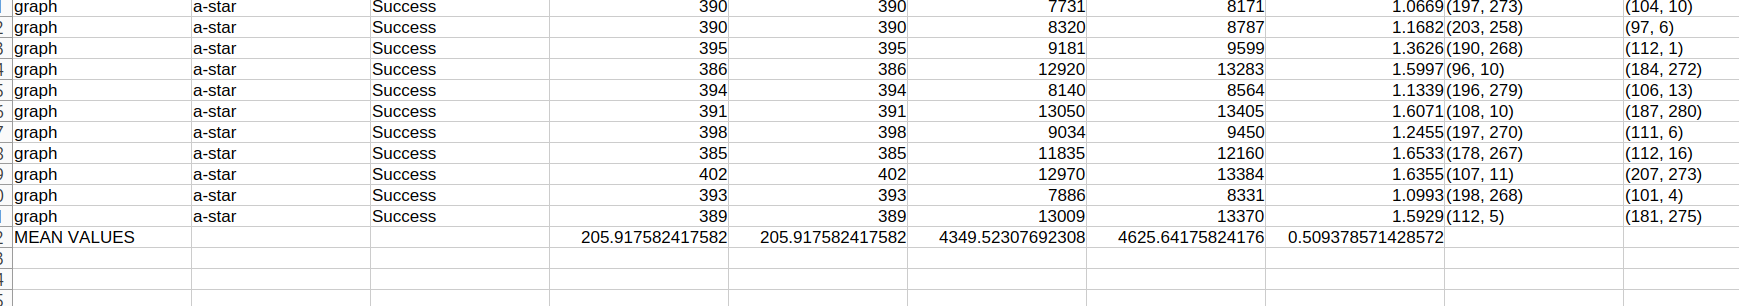 graph a-star Success 390 390 7731 8171 1.0669 (197, 273) (104, 10)
graph a-star Success 390 390 8320 8787 1.1682 (203, 258) (97, 6)
graph a-star Success 395 395 9181 9599 1.3626 (190, 268) (112, 1)
graph a-star Success 386 386 12920 13283 1.5997 (96, 10) (184, 272)
graph a-star Success 394 394 8140 8564 1.1339 (196, 279) (106, 13)
graph a-star Success 391 391 13050 13405 1.6071 (108, 10) (187, 280)
graph a-star Success 398 398 9034 9450 1.2455 (197, 270) (111, 6)
graph a-star Success 385 385 11835 12160 1.6533 (178, 267) (112, 16)
graph a-star Success 402 402 12970 13384 1.6355 (107, 11) (207, 273)
graph a-star Success 393 393 7886 8331 1.0993 (198, 268) (101, 4)
graph a-star Success 389 389 13009 13370 1.5929 (112, 5) (181, 275)
MEAN VALUES 205.917582417582 205.917582417582 4349.52307692308 4625.64175824176 0.509378571428572